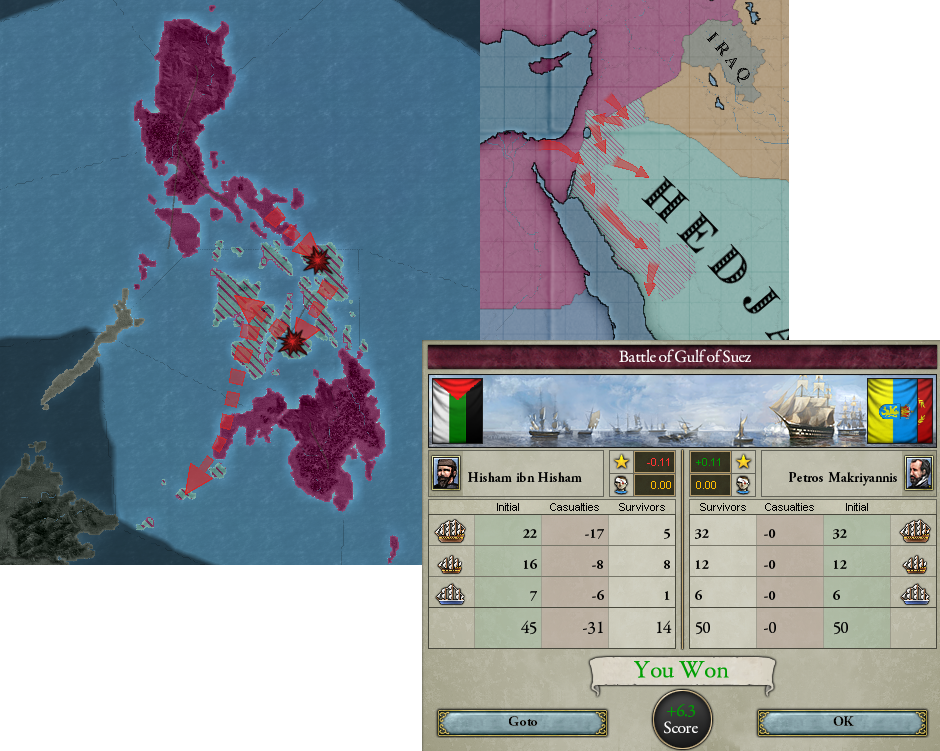 IRAQ
HEDJA
Battle of Gulf of Suez
Hisham ibn Hisham -0.11 0.00 +0.11 0.00 Petros Makriyannis
Initial Casualties Survivors Survivors Casualties Initial
22 -17 5 32 -0 32
16 -8 8 12 -0 12
7 -6 1 6 -0 6
45 -31 14 50 -0 50
You Won
+6.3
Score
Goto OK